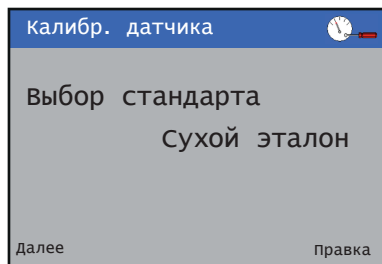 Калибр. датчика
Выбор стандарта
Сухой эталон
Далее
Правка